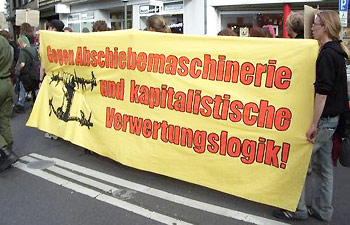 Gegen Abschiebemaschinerie
und kapitalistische
Verwertungslogik!